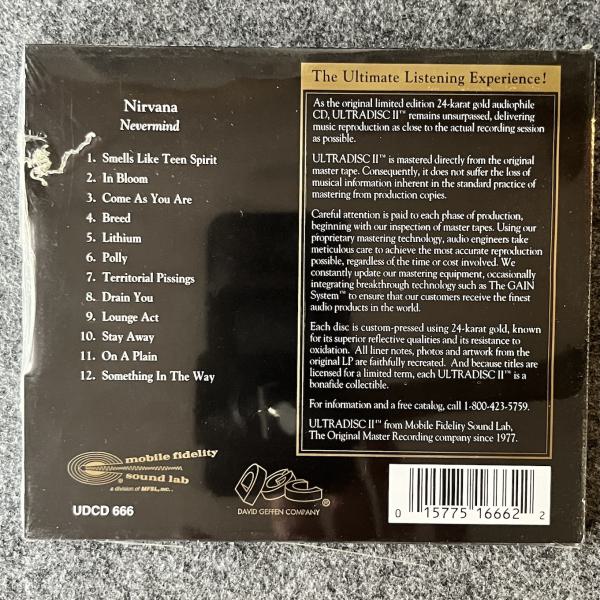 Nirvana
Nevermind
1. Smells Like Teen Spirit
2. In Bloom
3. Come As You Are
4. Breed
5. Lithium
6. Polly
7. Territorial Pissings
8. Drain You
9. Lounge Act
10. Stay Away
11. On A Plain
12. Something In The Way
The Ultimate Listening Experience!
As the original limited edition 24-karat gold audiophile
CD, ULTRADISC II™ remains unsurpassed, delivering
music reproduction as close to the actual recording session
as possible.
ULTRADISC II™ is mastered directly from the original
master tape. Consequently, it does not suffer the loss of
musical information inherent in the standard practice of
mastering from production copies.
Careful attention is paid to each phase of production,
beginning with our inspection of master tapes. Using our
proprietary mastering technology, audio engineers take
meticulous care to achieve the most accurate reproduction
possible, regardless of the time or cost involved. We
constantly update our mastering equipment, occasionally
integrating breakthrough technology such as The GAIN
System™ to ensure that our customers receive the finest
audio products in the world.
Each disc is custom-pressed using 24-karat gold, known
for its superior reflective qualities and its resistance to
oxidation. All liner notes, photos and artwork from the
original LP are faithfully recreated. And because titles are
licensed for a limited term, each ULTRADISC II™ is a
bonafide collectible.
For information and a free catalog, call 1-800-423-5759.
ULTRADISC II™ from Mobile Fidelity Sound Lab,
The Original Master Recording company since 1977.
mobile fidelity
sound lab
a division of MFSL, INC.
UDCD 666
DGC
DAVID GEFFEN COMPANY
0 15775 16662 2